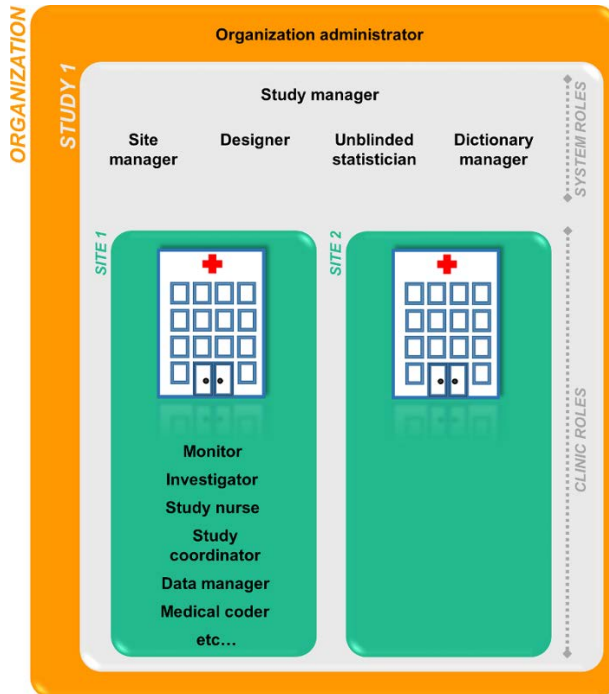 ORGANIZATION
Organization administrator
STUDY 1
Study manager
Site manager
Designer
Unblinded statistician
Dictionary manager
SYSTEM ROLES
SITE 1
SITE 2
Monitor
Investigator
Study nurse
Study
coordinator
Data manager
Medical coder
etc…
CLINIC ROLES